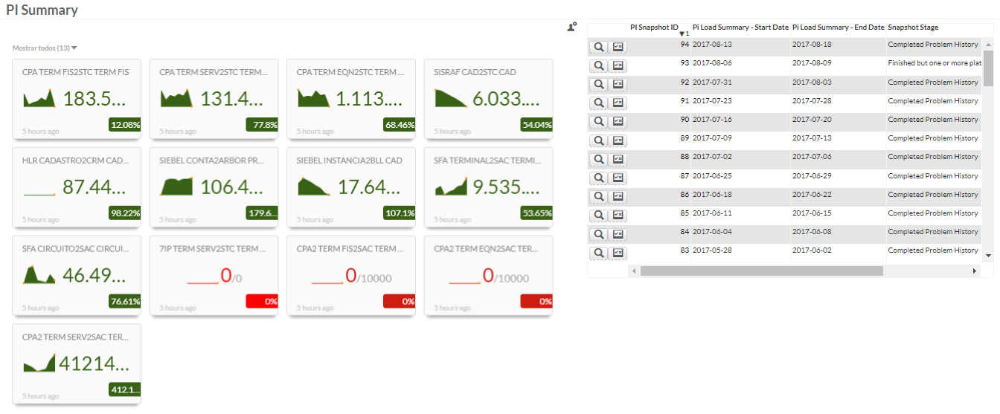 PI Summary
Mostrar todos (13)
CPA TERM FIS2STC TERM FIS
183.5...
12.08%
5 hours ago
CPA TERM SERV2STC TERM...
131.4...
77.8%
5 hours ago
CPA TERM EQN2STC TERM ...
1.113....
68.46%
5 hours ago
SISRAF CAD2STC CAD
6.033....
54.04%
5 hours ago
HLR CADASTRO2CRM CAD...
87.44...
98.22%
5 hours ago
SIEBEL CONTA2ARBOR PR...
106.4...
179.6...
5 hours ago
SIEBEL INSTANCIA2BLL CAD
17.64...
107.1%
5 hours ago
SFA TERMINAL2SAC TERMI...
9.535....
53.65%
5 hours ago
SFA CIRCUITO2SAC CIRCUI...
46.49...
76.61%
5 hours ago
7IP TERM SERV2STC TERM ...
0/0
0%
5 hours ago
CPA2 TERM FIS2SAC TERM ...
0/10000
0%
5 hours ago
CPA2 TERM EQN2SAC TER...
0/10000
0%
5 hours ago
CPA2 TERM SERV2SAC TER...
41214...
412.1...
5 hours ago
PI Snapshot ID Pi Load Summary - Start Date Pi Load Summary - End Date Snapshot Stage
1
94 2017-08-13 2017-08-18 Completed Problem History
93 2017-08-06 2017-08-09 Finished but one or more plat
92 2017-07-31 2017-08-03 Completed Problem History
91 2017-07-23 2017-07-28 Completed Problem History
90 2017-07-16 2017-07-20 Completed Problem History
89 2017-07-09 2017-07-13 Completed Problem History
88 2017-07-02 2017-07-06 Completed Problem History
87 2017-06-25 2017-06-29 Completed Problem History
86 2017-06-18 2017-06-22 Completed Problem History
85 2017-06-11 2017-06-15 Completed Problem History
84 2017-06-04 2017-06-08 Completed Problem History
83 2017-05-28 2017-06-02 Completed Problem History